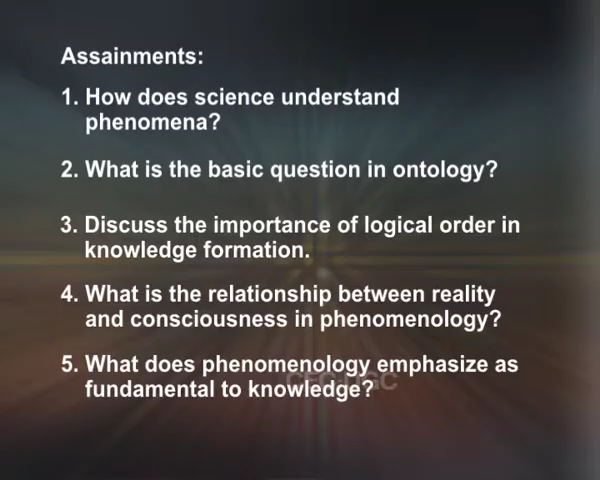 Assainments:
1. How does science understand
phenomena?
2. What is the basic question in ontology?
3. Discuss the importance of logical order in
knowledge formation.
4. What is the relationship between reality
and consciousness in phenomenology?
5. What does phenomenology emphasize as
fundamental to knowledge?
CEC-UGC